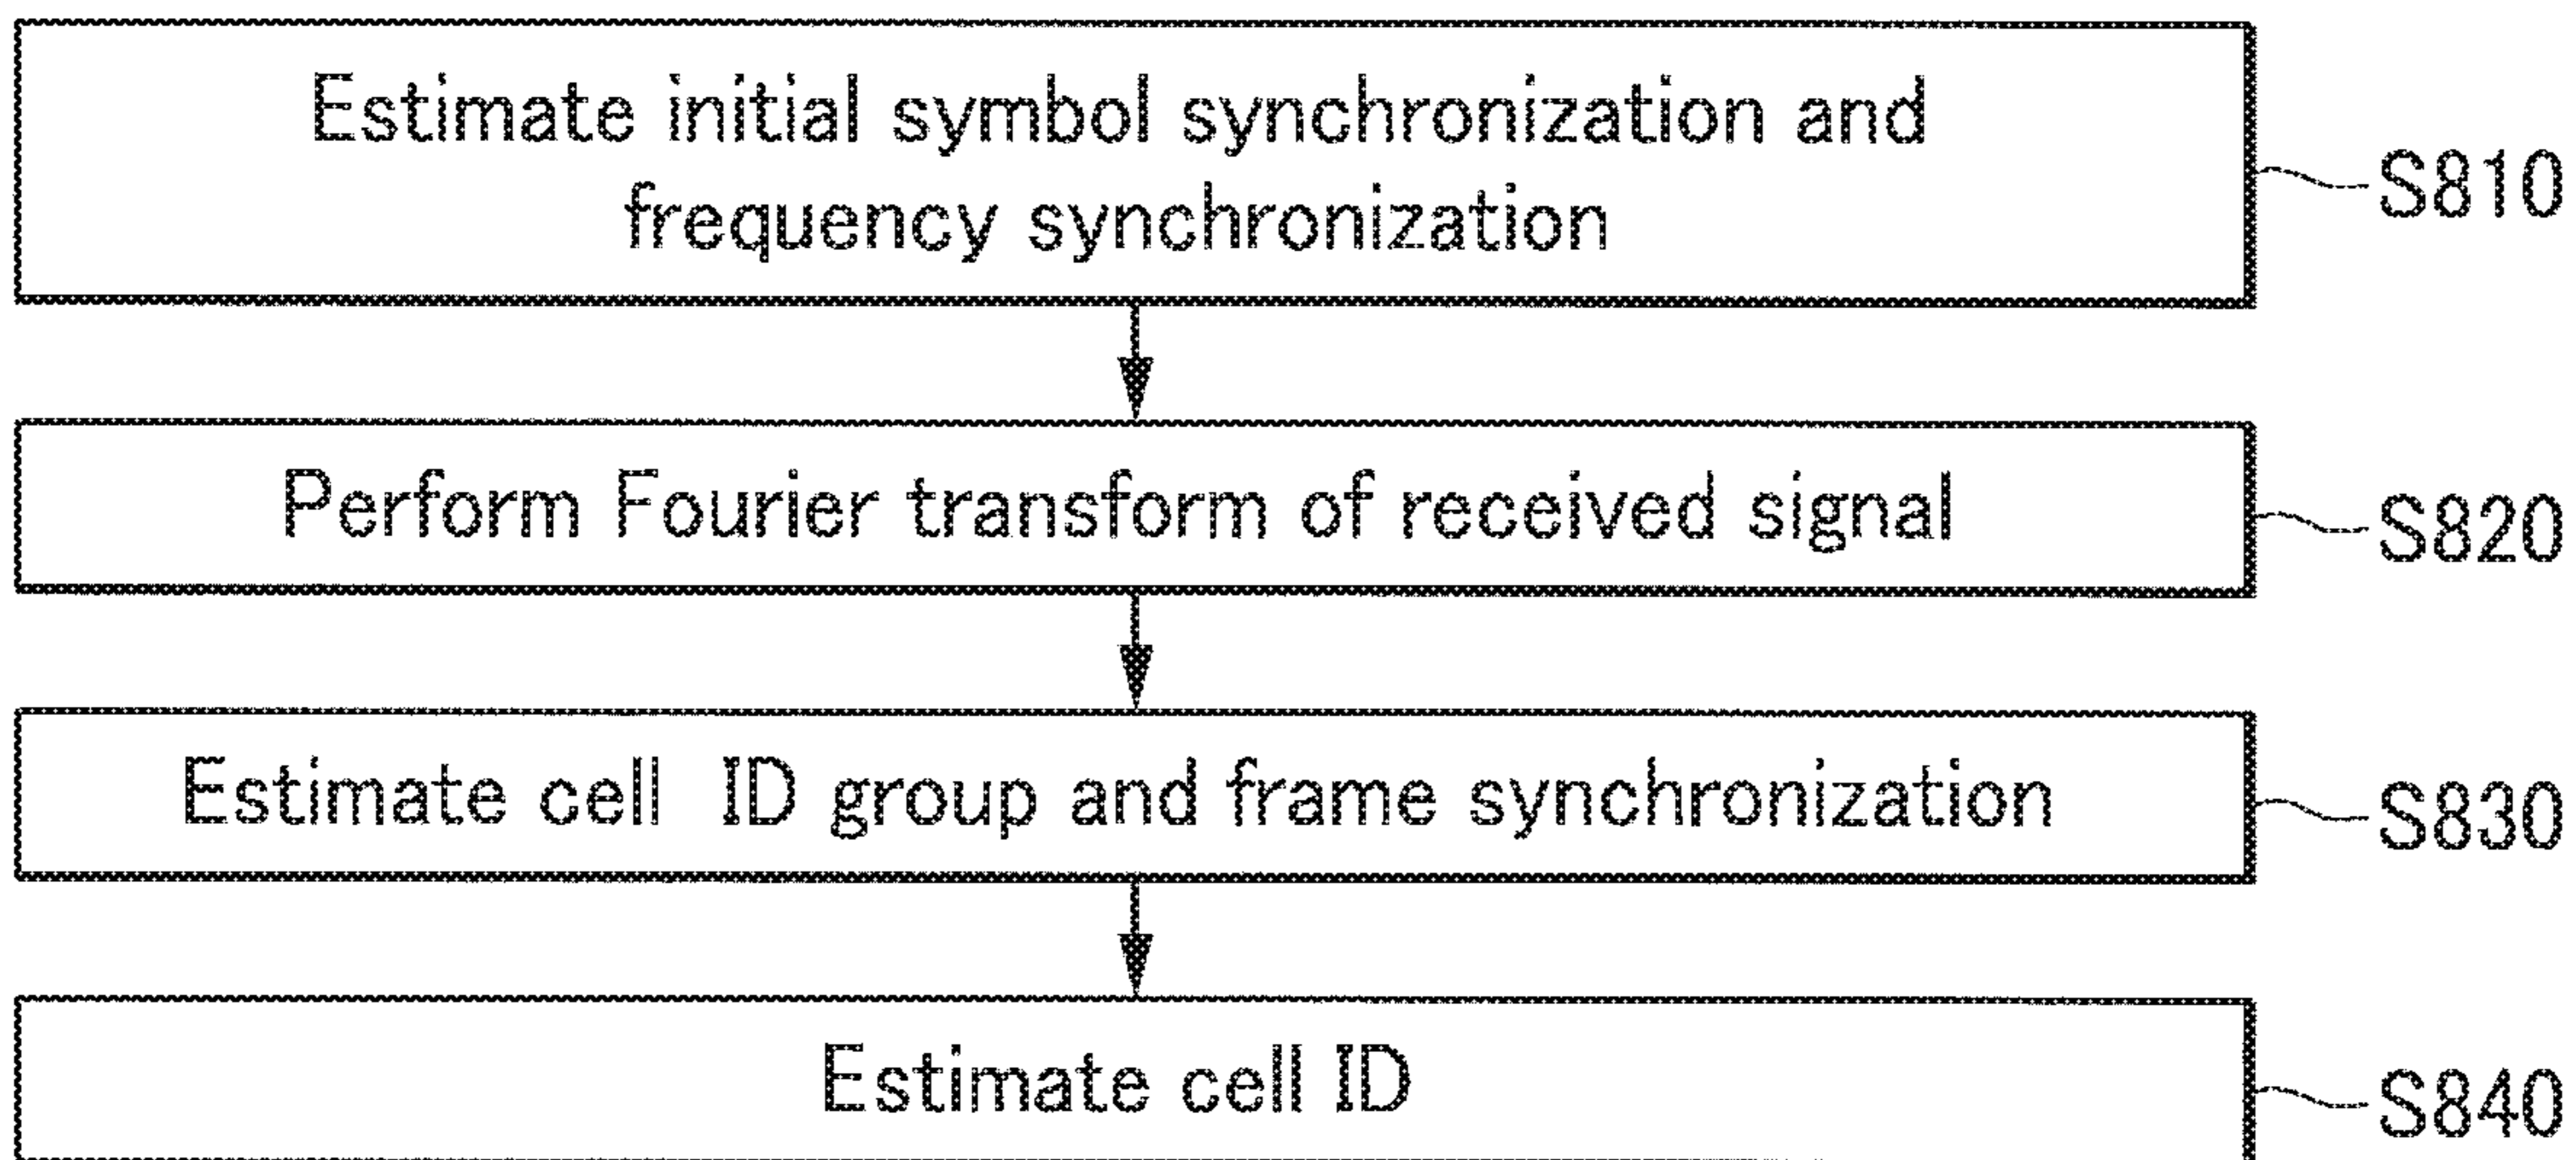 Estimate initial symbol synchronization and
frequency synchronization
S810
Perform Fourier transform of received signal
S820
Estimate cell ID group and frame synchronization
S830
Estimate cell ID
S840